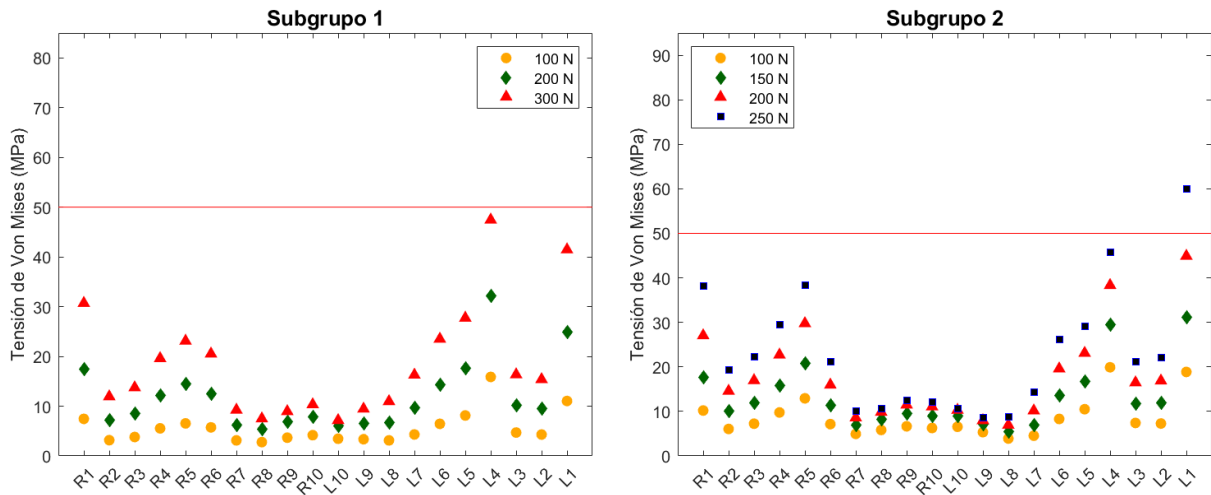 Subgrupo 1
Tensión de Von Mises (MPa)
80
70
60
50
40
30
20
10
0
100 N
200 N
300 N
R1 R2 R3 R4 R5 R6 R7 R8 R9 R10 L10 L9 L8 L7 L6 L5 L4 L3 L2 L1
Subgrupo 2
Tensión de Von Mises (MPa)
90
80
70
60
50
40
30
20
10
0
100 N
150 N
200 N
250 N
R1 R2 R3 R4 R5 R6 R7 R8 R9 R10 L10 L9 L8 L7 L6 L5 L4 L3 L2 L1